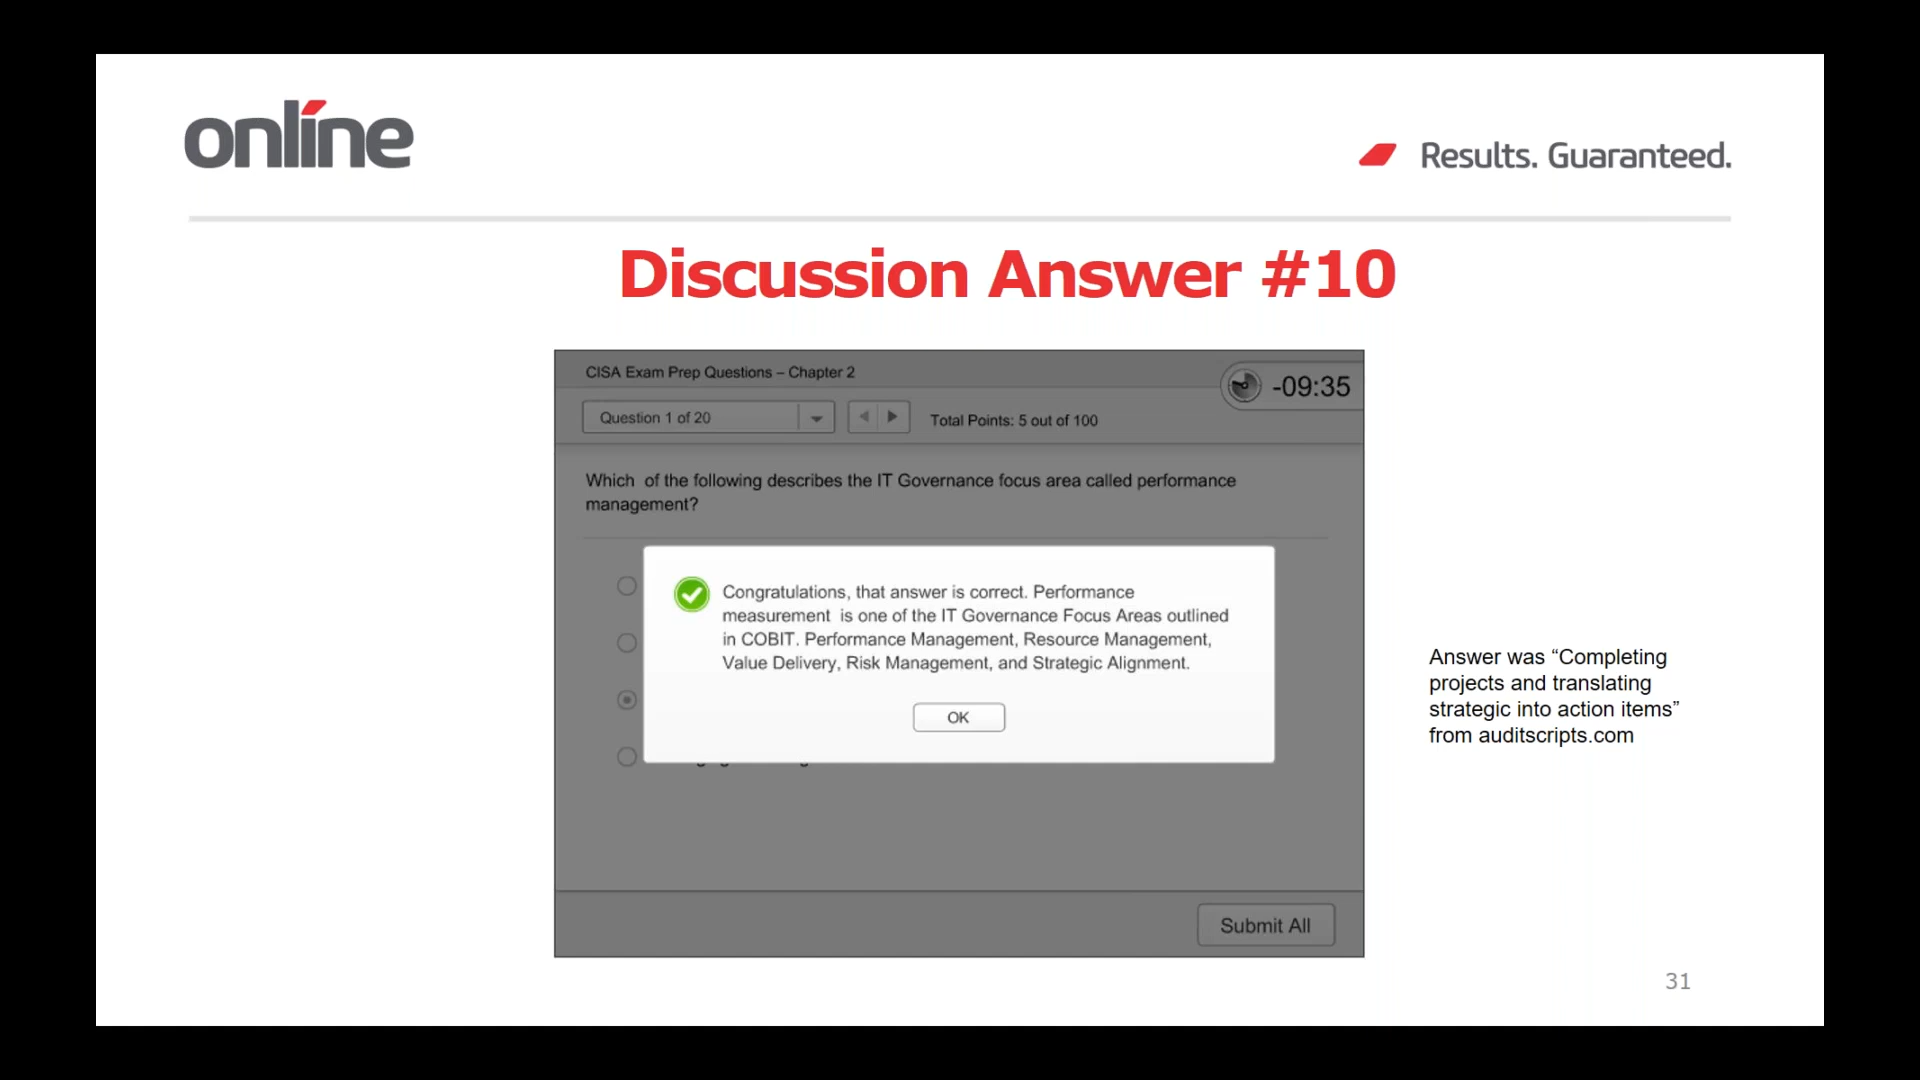 online
Results. Guaranteed.
Discussion Answer #10
CISA Exam Prep Questions – Chapter 2
-09:35
Question 1 of 20
Total Points: 5 out of 100
Which of the following describes the IT Governance focus area called performance
management?
Congratulations, that answer is correct. Performance
measurement is one of the IT Governance Focus Areas outlined
in COBIT. Performance Management, Resource Management,
Value Delivery, Risk Management, and Strategic Alignment.
OK
Answer was “Completing
projects and translating
strategic into action items”
from auditscripts.com
Submit All
31